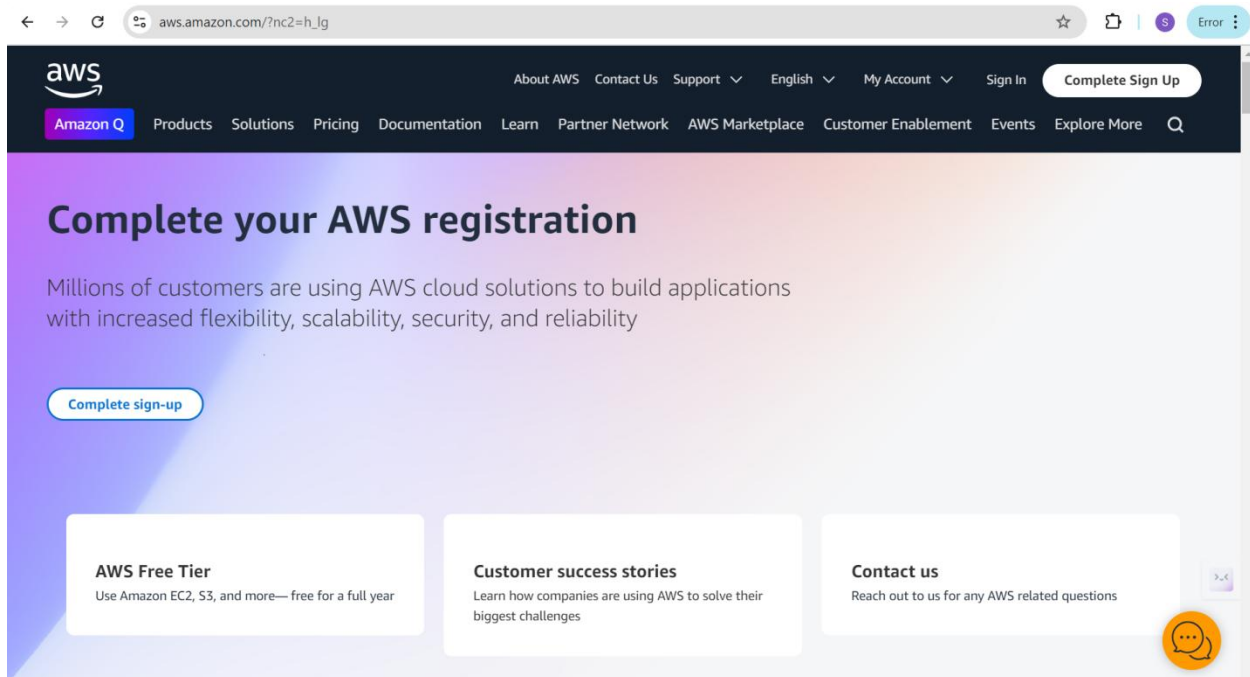 aws.amazon.com/?nc2=h_lg
S
Error
aws
About AWS Contact Us Support English My Account Sign In Complete Sign Up
Amazon Q Products Solutions Pricing Documentation Learn Partner Network AWS Marketplace Customer Enablement Events Explore More
Complete your AWS registration
Millions of customers are using AWS cloud solutions to build applications
with increased flexibility, scalability, security, and reliability
Complete sign-up
AWS Free Tier
Use Amazon EC2, S3, and more— free for a full year
Customer success stories
Learn how companies are using AWS to solve their
biggest challenges
Contact us
Reach out to us for any AWS related questions